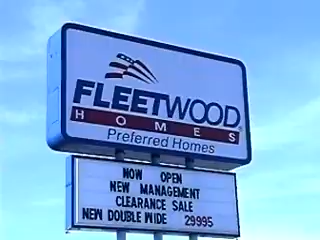 FLEETWOOD
HOMES
Preferred Homes
NOW OPEN
NEW MANAGEMENT
CLEARANCE SALE
NEW DOUBLE WIDE 29995